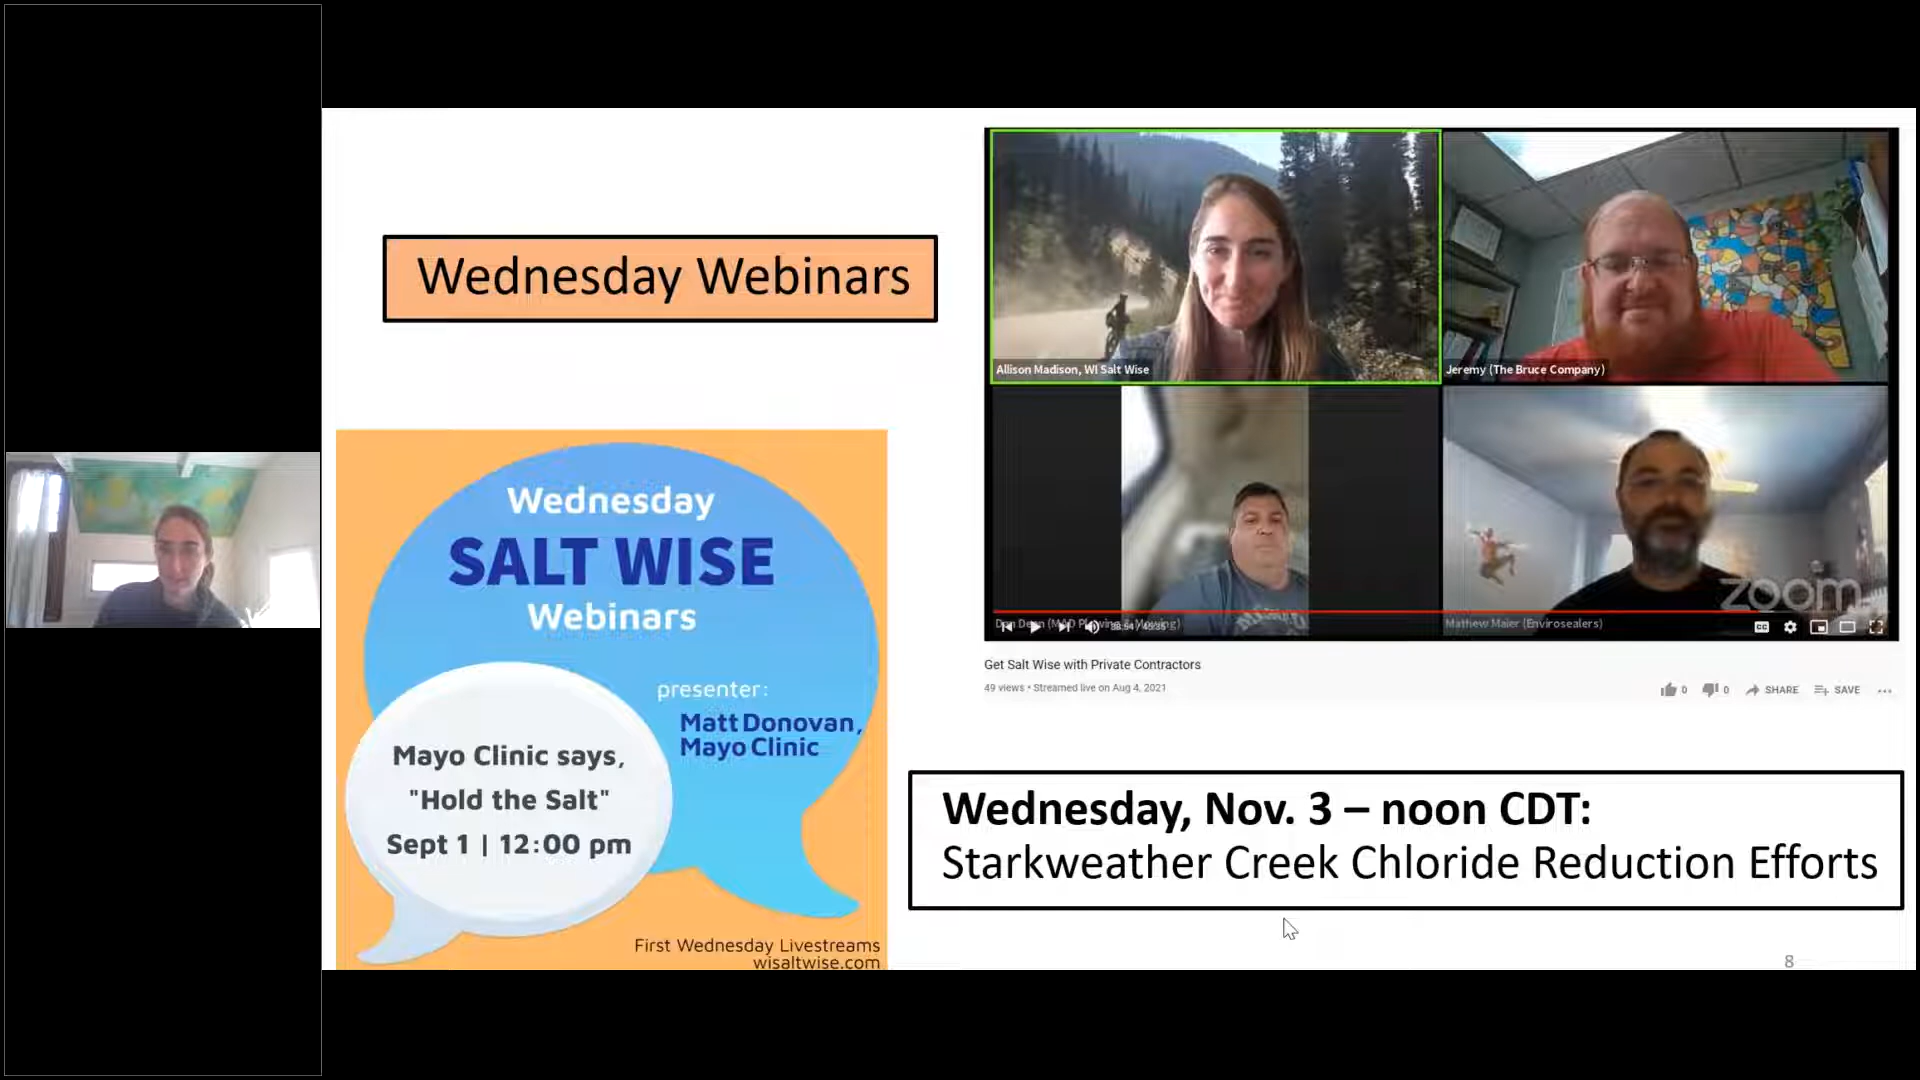 Wednesday Webinars
Allison Madison, WI Salt Wise
Jeremy (The Bruce Company)
zoom
Mathew Maier (Envirosealers)
Get Salt Wise with Private Contractors
49 views • Streamed live on Aug 4, 2021
0
0
SHARE
SAVE
Wednesday
SALT WISE
Webinars
presenter:
Matt Donovan,
Mayo Clinic
Mayo Clinic says,
"Hold the Salt"
Sept 1 | 12:00 pm
First Wednesday Livestreams
wisaltwise.com
Wednesday, Nov. 3 – noon CDT:
Starkweather Creek Chloride Reduction Efforts
8